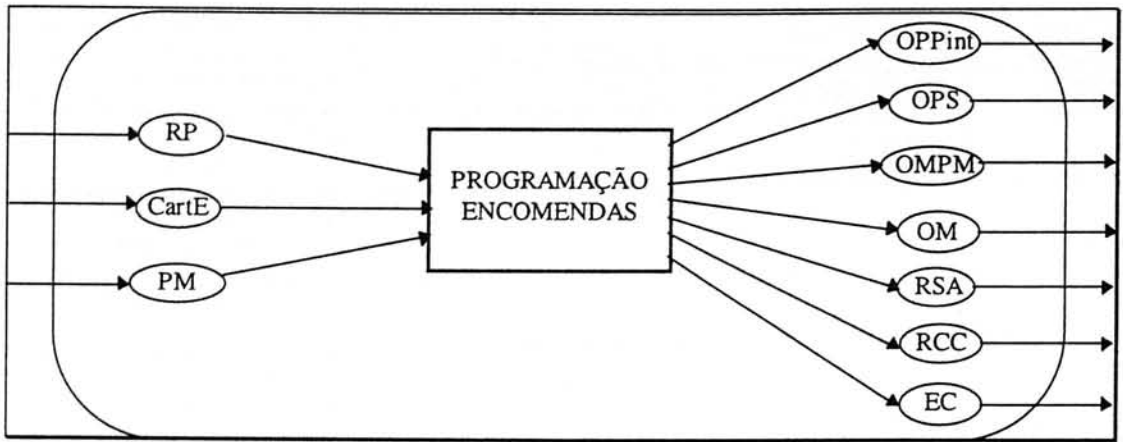 RP
CartE
PM
PROGRAMAÇÃO
ENCOMENDAS
OPPint
OPS
OMPM
OM
RSA
RCC
EC